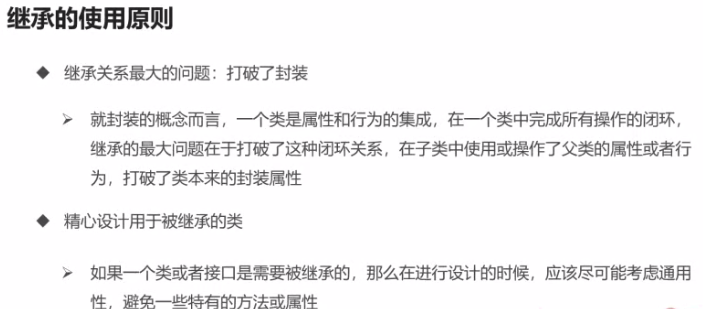 继承的使用原则
◆ 继承关系最大的问题：打破了封装
➢ 就封装的概念而言，一个类是属性和行为的集成，在一个类中完成所有操作的闭环，
继承的最大问题在于打破了这种闭环关系，在子类中使用或操作了父类的属性或者行
为，打破了类本来的封装属性
◆ 精心设计用于被继承的类
➢ 如果一个类或者接口是需要被继承的，那么在进行设计的时候，应该尽可能考虑通用
性，避免一些特有的方法或属性